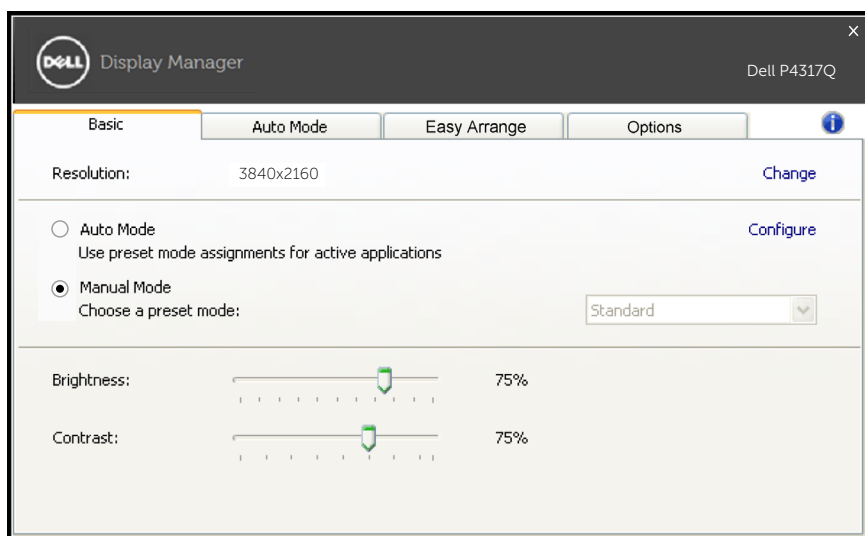 X
DELL Display Manager
Dell P4317Q
Basic Auto Mode Easy Arrange Options i
Resolution: 3840x2160 Change
Auto Mode Configure
Use preset mode assignments for active applications
Manual Mode
Choose a preset mode: Standard
Brightness: 75%
Contrast: 75%